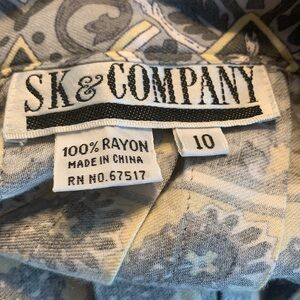 SK & COMPANY
100% RAYON
MADE IN CHINA
RN NO.67517
10